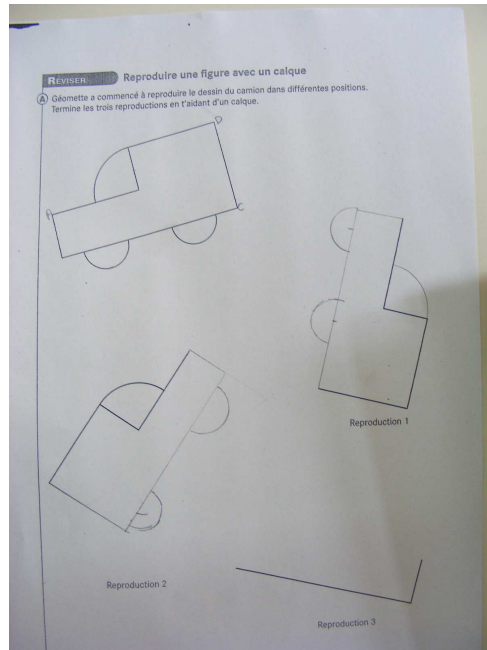 RÉVISER Reproduire une figure avec un calque
A Géomette a commencé à reproduire le dessin du camion dans différentes positions.
Termine les trois reproductions en t'aidant d'un calque.
D
A
C
Reproduction 1
Reproduction 2
Reproduction 3